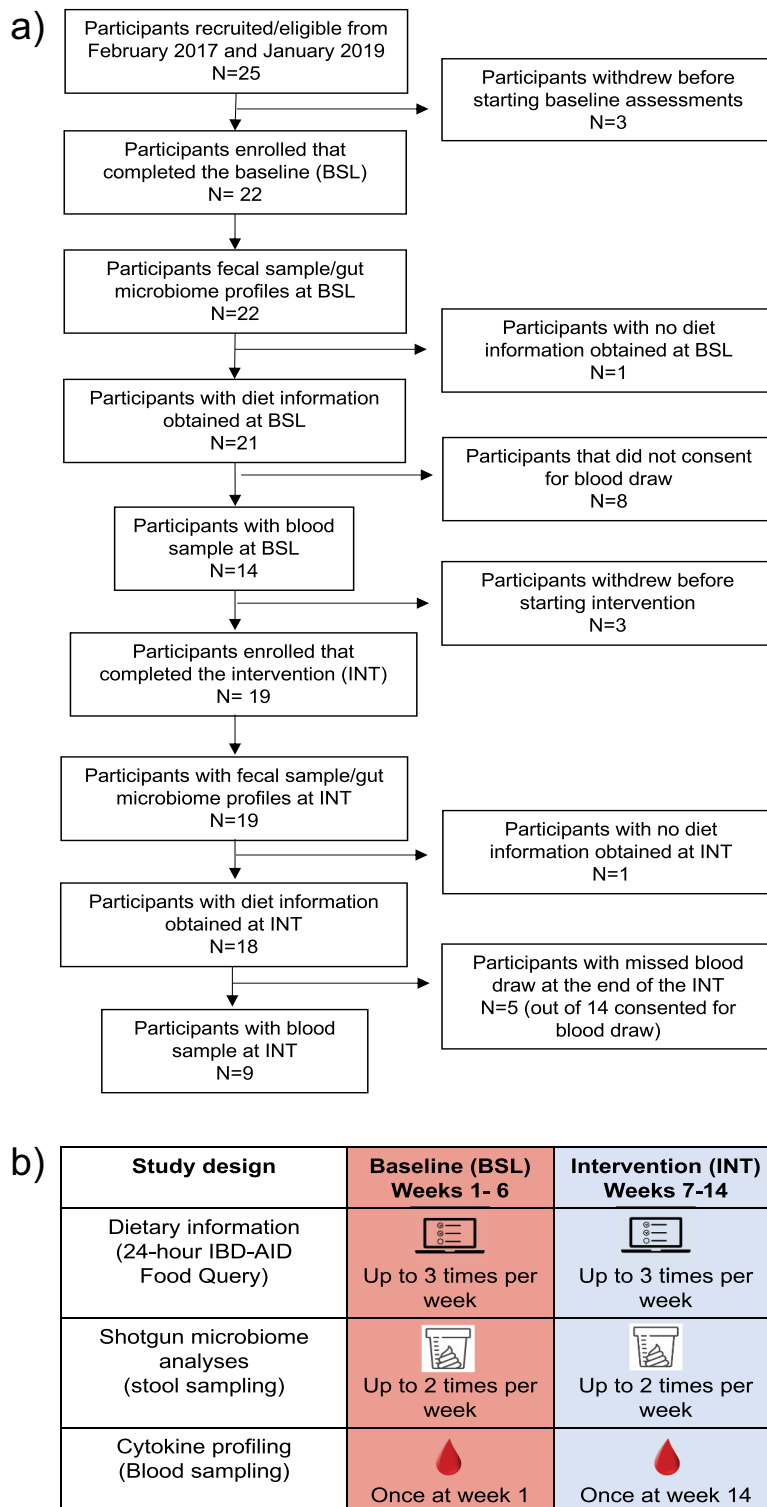 a)
Participants recruited/eligible from
February 2017 and January 2019
N=25
Participants withdrew before
starting baseline assessments
N=3
Participants enrolled that
completed the baseline (BSL)
N= 22
Participants fecal sample/gut
microbiome profiles at BSL
N=22
Participants with no diet
information obtained at BSL
N=1
Participants with diet information
obtained at BSL
N=21
Participants that did not consent
for blood draw
N=8
Participants with blood
sample at BSL
N=14
Participants withdrew before
starting intervention
N=3
Participants enrolled that
completed the intervention (INT)
N= 19
Participants with fecal sample/gut
microbiome profiles at INT
N=19
Participants with no diet
information obtained at INT
N=1
Participants with diet information
obtained at INT
N=18
Participants with missed blood
draw at the end of the INT
N=5 (out of 14 consented for
blood draw)
Participants with blood
sample at INT
N=9
b)
Study design
Baseline (BSL)
Weeks 1- 6
Intervention (INT)
Weeks 7-14
Dietary information
(24-hour IBD-AID
Food Query)
Up to 3 times per
week
Up to 3 times per
week
Shotgun microbiome
analyses
(stool sampling)
Up to 2 times per
week
Up to 2 times per
week
Cytokine profiling
(Blood sampling)
Once at week 1
Once at week 14